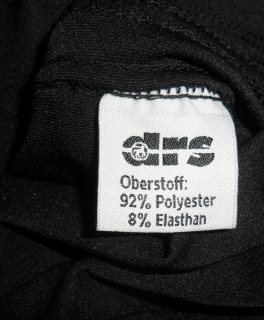 drs
Oberstoff:
92% Polyester
8% Elasthan